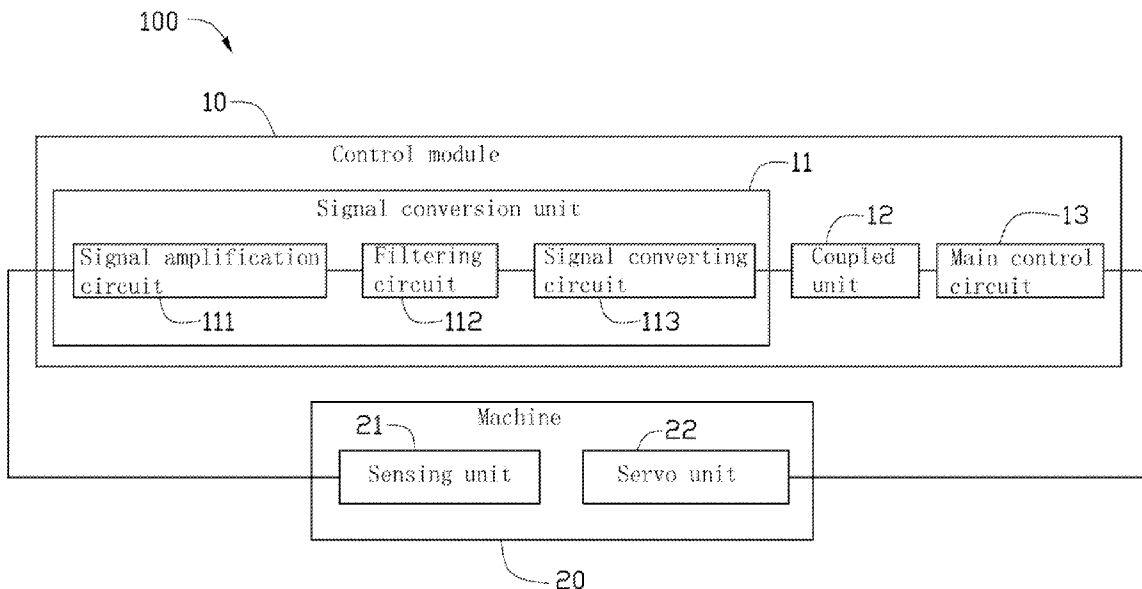 100
10
Control module
11
Signal conversion unit
12
13
Signal amplification
circuit
Filtering
circuit
Signal converting
circuit
Coupled
unit
Main control
circuit
111
112
113
Machine
21
22
Sensing unit
Servo unit
20